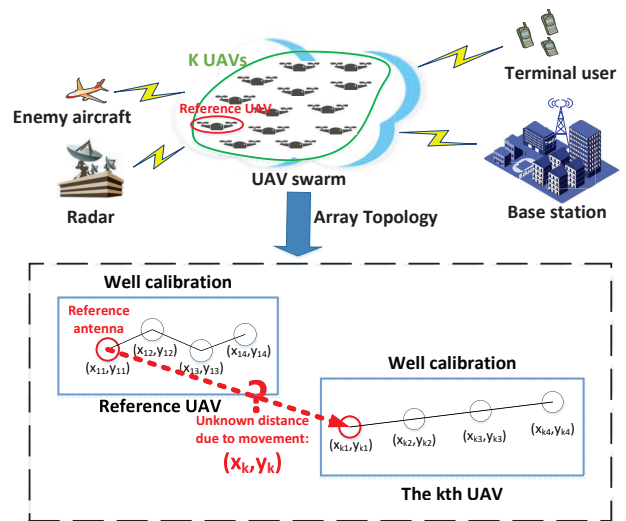 K UAVs
Terminal user
Enemy aircraft
Reference UAV
Radar
UAV swarm
Base station
Array Topology
Well calibration
Reference
antenna
(x12,y12)
(x14,y14)
(x11,y11)
(x13,y13)
Reference UAV
?
Unknown distance
due to movement:
(xk,yk)
Well calibration
(xk1,yk1)
(xk2,yk2)
(xk3,yk3)
(xk4,yk4)
The kth UAV